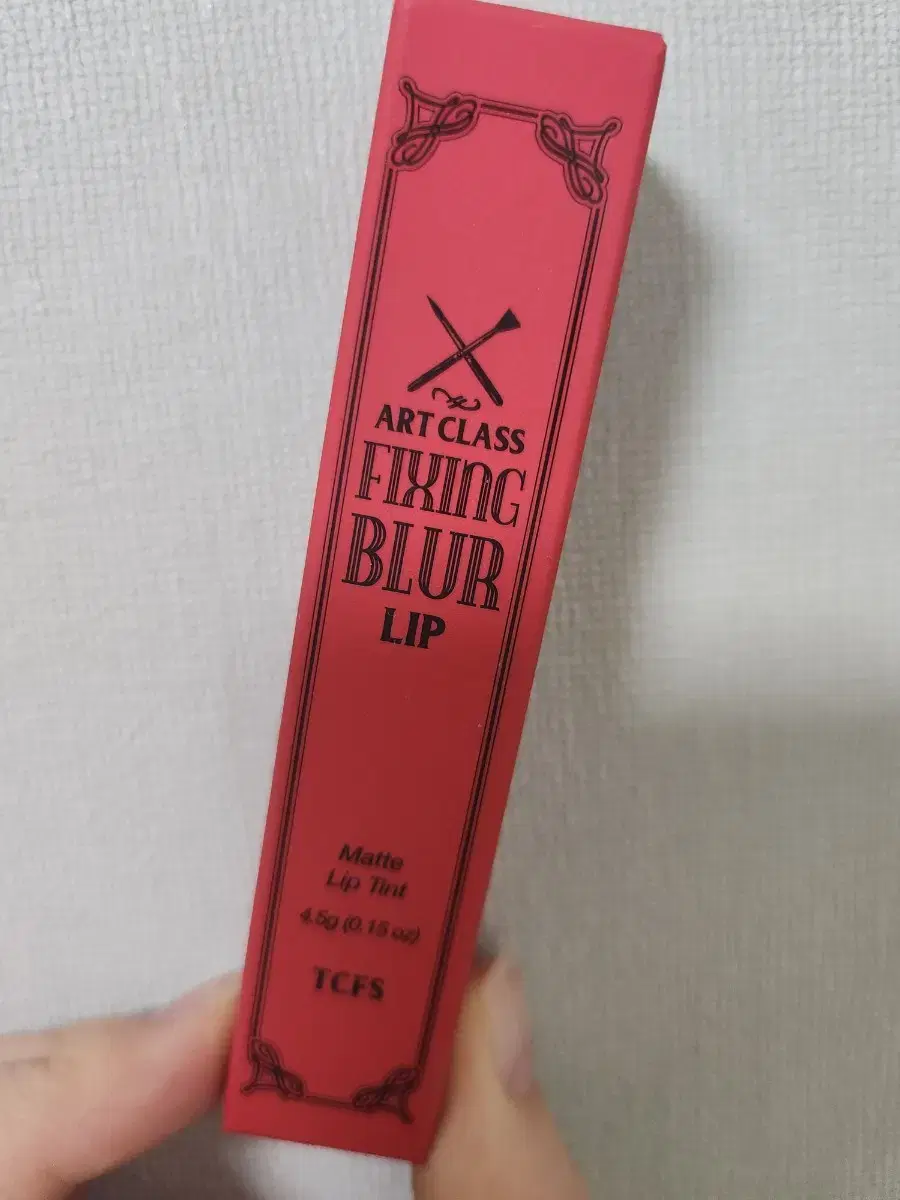 ART CLASS
FIXING
BLUR
LIP
Matte
Lip Tint
4.5g (0.15 oz)
TCFS